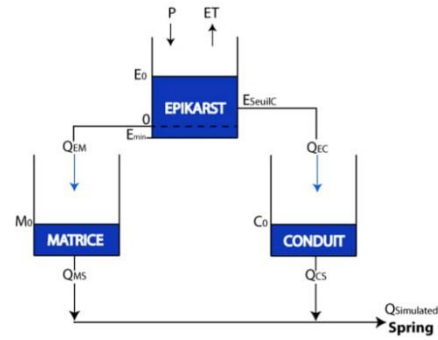 P ET
E0
EPIKARST
ESeuilC
0
Emin
QEM
QEC
M0
MATRICE
C0
CONDUIT
QMS
QCS
QSimulated
Spring